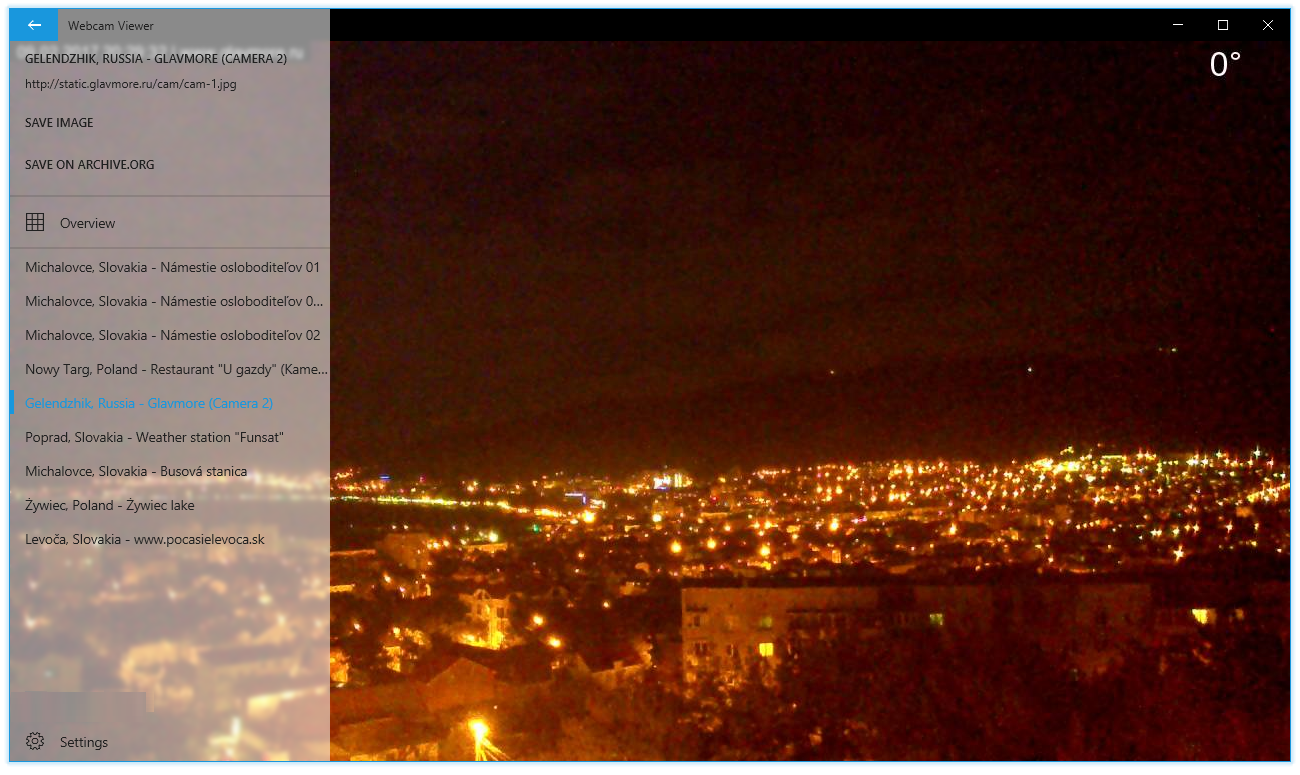 Webcam Viewer
GELENDZHIK, RUSSIA - GLAVMORE (CAMERA 2)
http://static.glavmore.ru/cam/cam-1.jpg
SAVE IMAGE
SAVE ON ARCHIVE.ORG
Overview
Michalovce, Slovakia - Námestie osloboditeľov 01
Michalovce, Slovakia - Námestie osloboditeľov 0...
Michalovce, Slovakia - Námestie osloboditeľov 02
Nowy Targ, Poland - Restaurant "U gazdy" (Kame...
Gelendzhik, Russia - Glavmore (Camera 2)
Poprad, Slovakia - Weather station "Funsat"
Michalovce, Slovakia - Busová stanica
Żywiec, Poland - Żywiec lake
Levoča, Slovakia - www.pocasielevoca.sk
Settings
0°